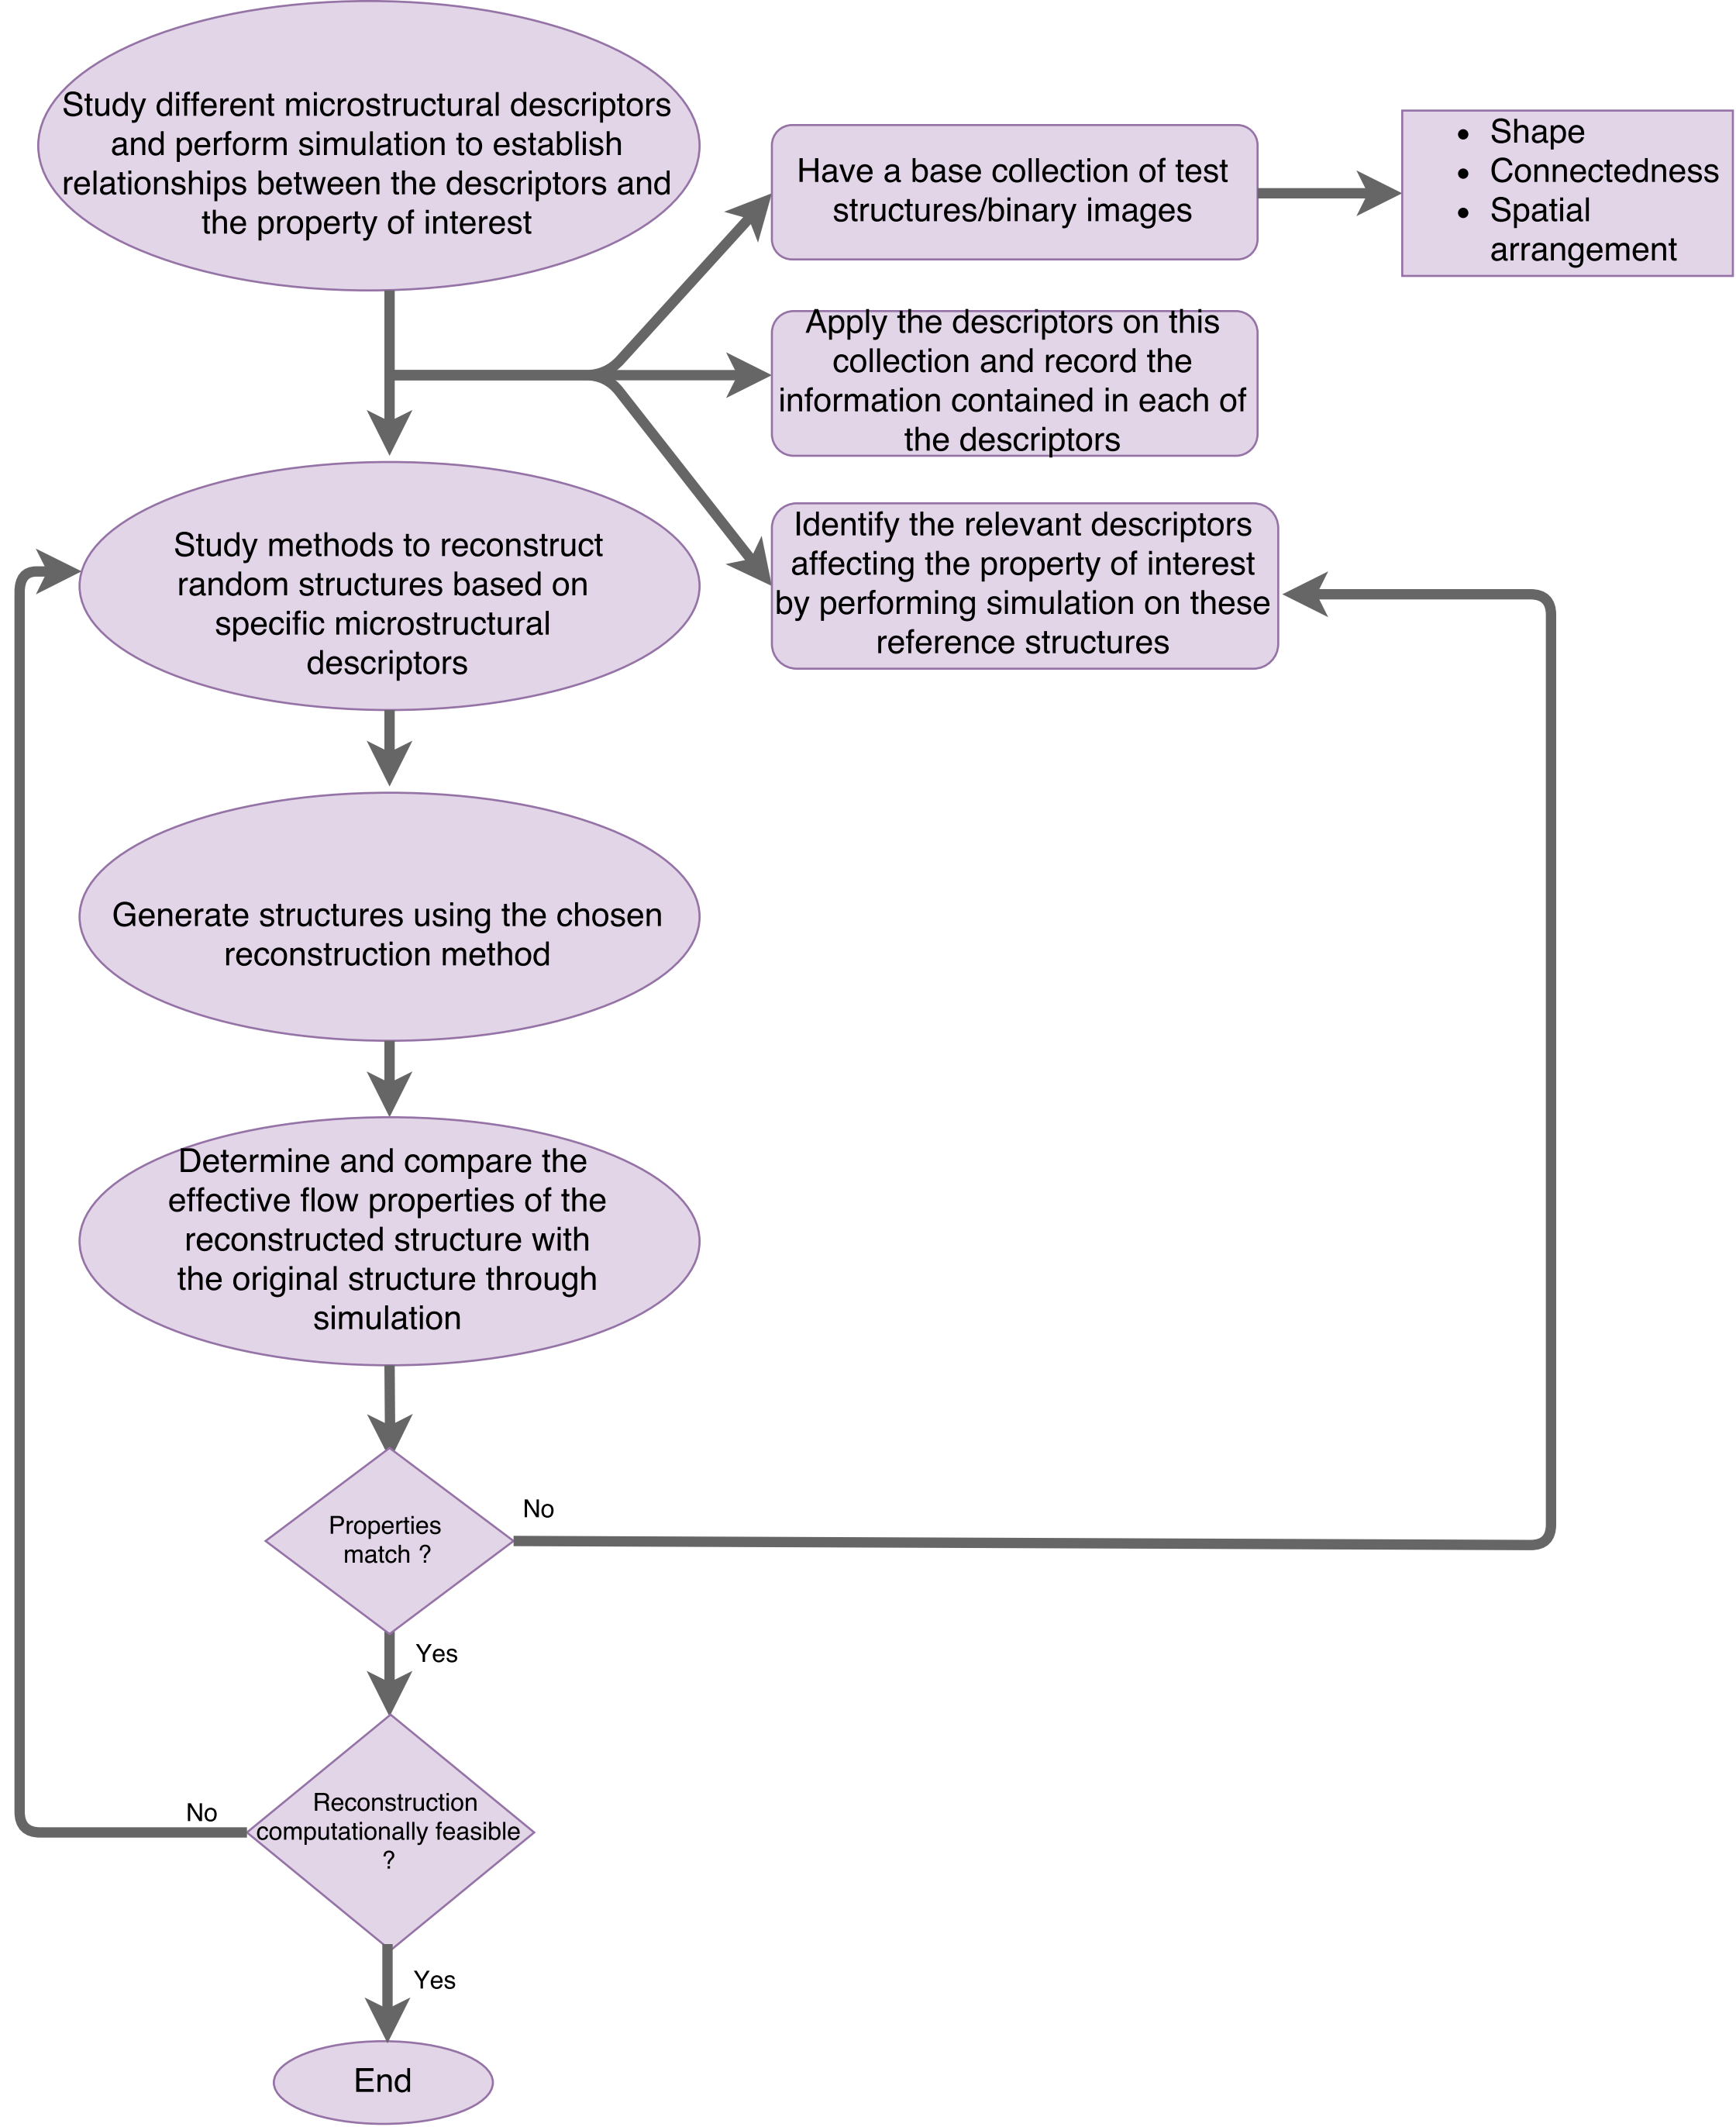 Study different microstructural descriptors
and perform simulation to establish
relationships between the descriptors and
the property of interest
Have a base collection of test
structures/binary images
• Shape
• Connectedness
• Spatial
arrangement
Apply the descriptors on this
collection and record the
information contained in each of
the descriptors
Identify the relevant descriptors
affecting the property of interest
by performing simulation on these
reference structures
Study methods to reconstruct
random structures based on
specific microstructural
descriptors
Generate structures using the chosen
reconstruction method
Determine and compare the
effective flow properties of the
reconstructed structure with
the original structure through
simulation
Properties
match ?
No
Yes
Reconstruction
computationally feasible
?
No
Yes
End